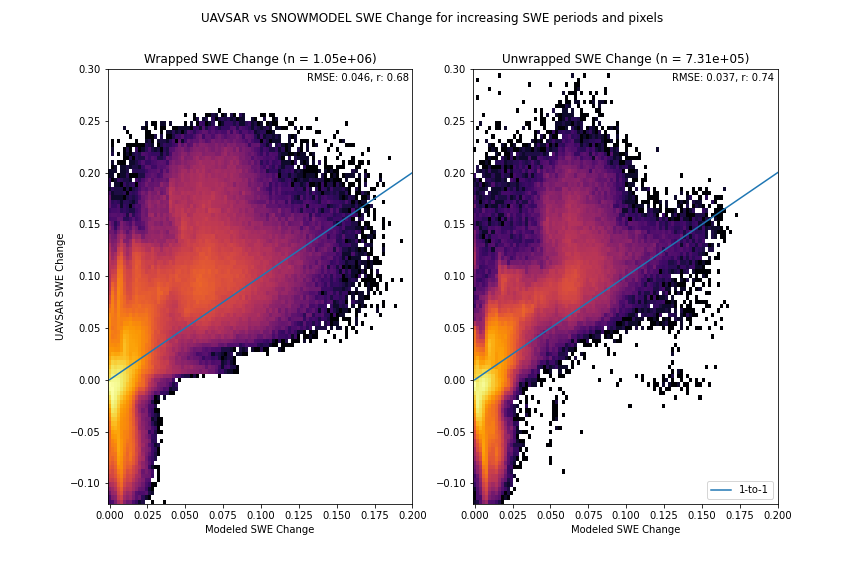 UAVSAR vs SNOWMODEL SWE Change for increasing SWE periods and pixels
Wrapped SWE Change (n = 1.05e+06)
RMSE: 0.046, r: 0.68
0.30
0.25
0.20
0.15
0.10
0.05
0.00
−0.05
−0.10
UAVSAR SWE Change
0.000 0.025 0.050 0.075 0.100 0.125 0.150 0.175 0.200
Modeled SWE Change
Unwrapped SWE Change (n = 7.31e+05)
RMSE: 0.037, r: 0.74
0.30
0.25
0.20
0.15
0.10
0.05
0.00
−0.05
−0.10
1-to-1
0.000 0.025 0.050 0.075 0.100 0.125 0.150 0.175 0.200
Modeled SWE Change